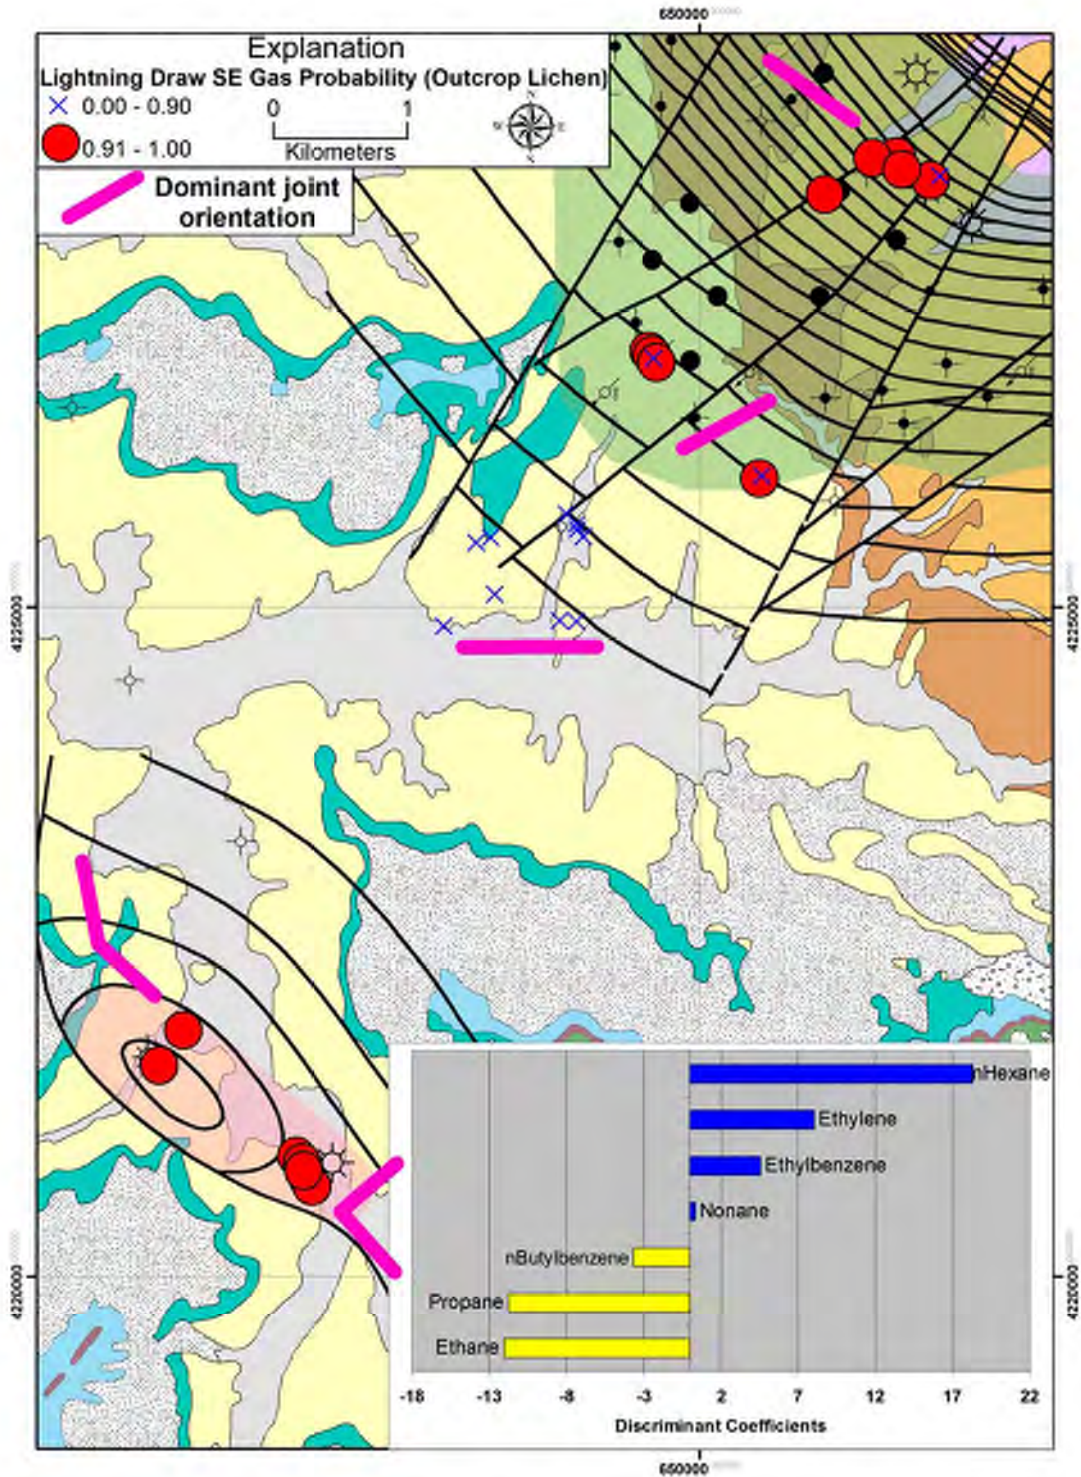 650000
Explanation
Lightning Draw SE Gas Probability (Outcrop Lichen)
0.00 - 0.90
0.91 - 1.00
0 1
Kilometers
N
W E
Dominant joint
orientation
4225000 4225000
4220000 4220000
nHexane
Ethylene
Ethylbenzene
Nonane
nButylbenzene
Propane
Ethane
-18 -13 -8 -3 2 7 12 17 22
Discriminant Coefficients
650000